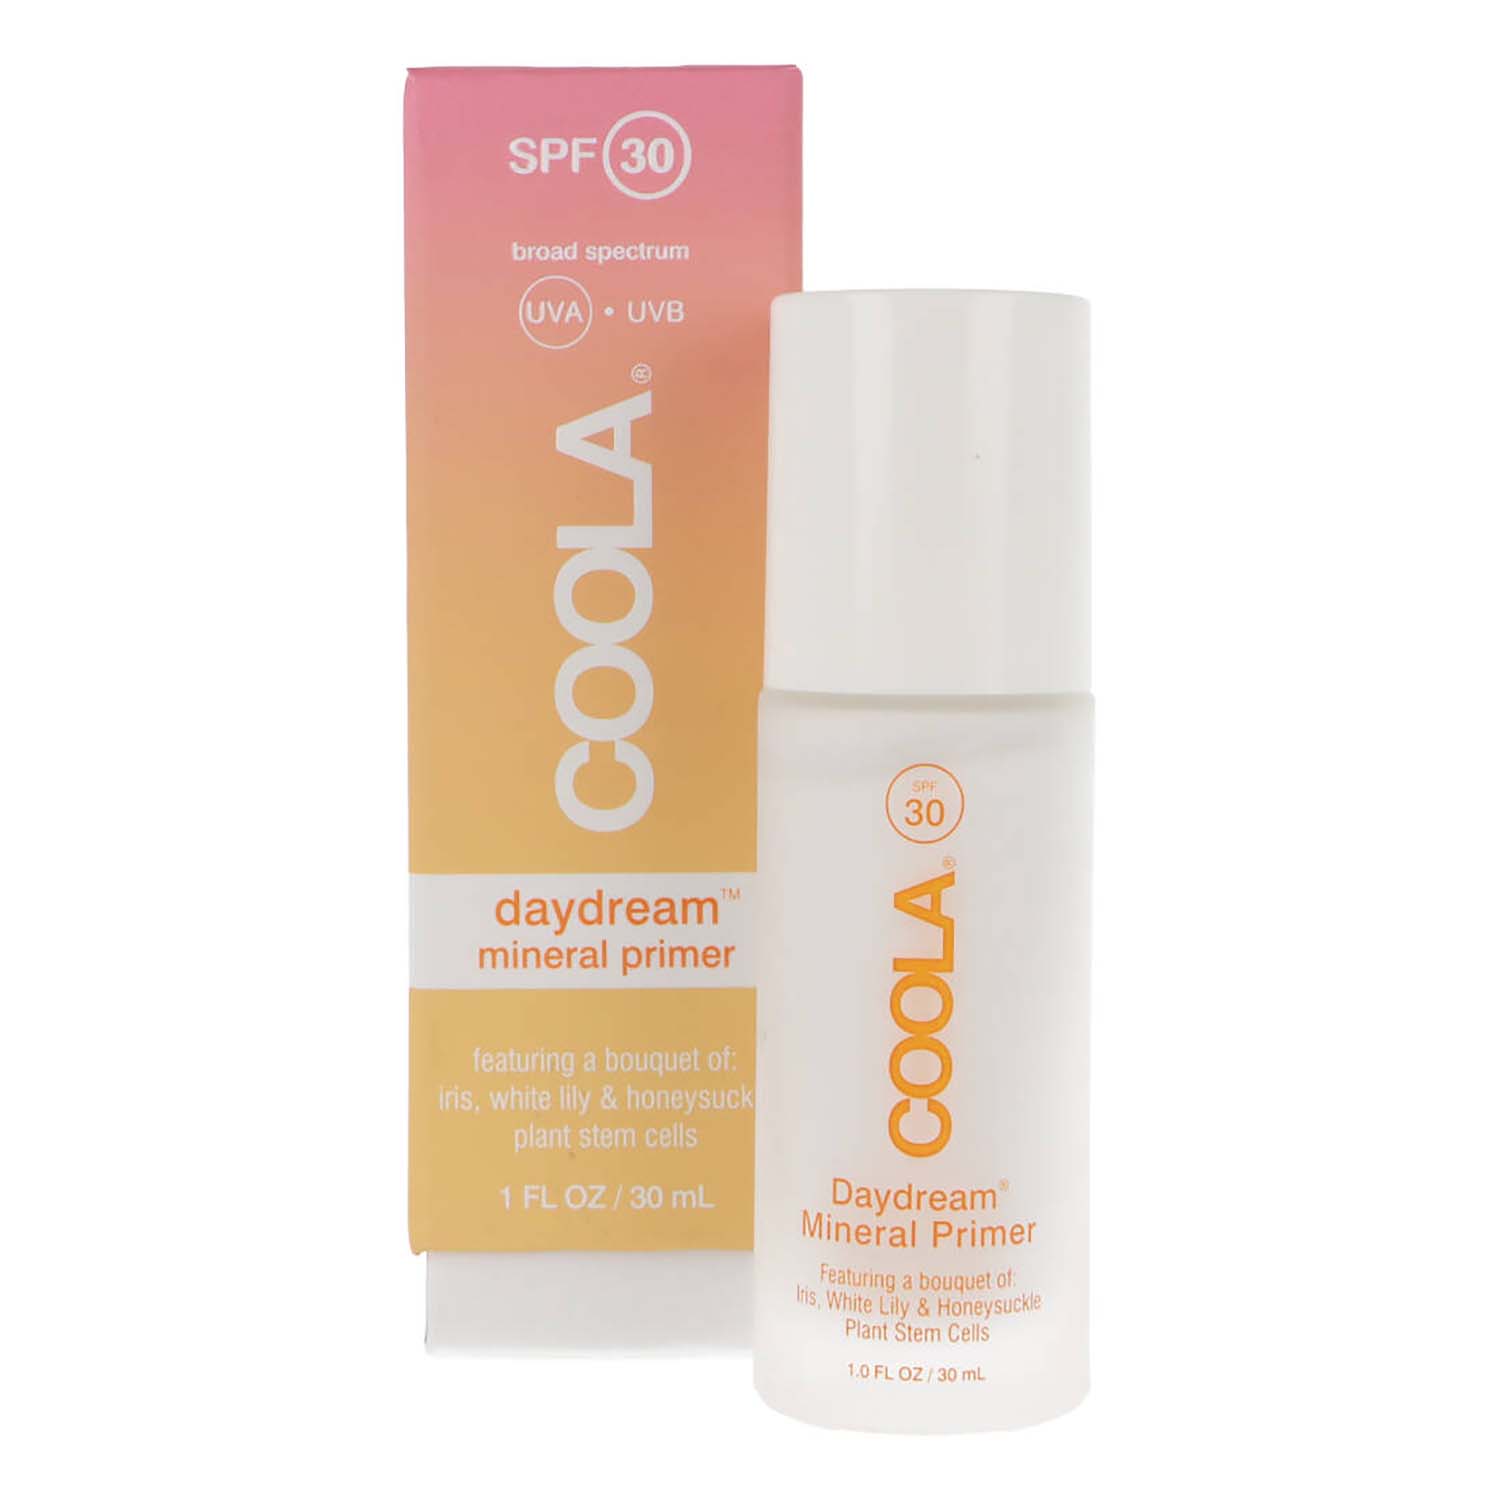 SPF 30
broad spectrum
UVA • UVB
COOLA®
daydream™
mineral primer
featuring a bouquet of:
iris, white lily & honeysuck
plant stem cells
1 FL OZ / 30 mL
SPF
30
COOLA®
Daydream®
Mineral Primer
Featuring a bouquet of:
Iris, White Lily & Honeysuckle
Plant Stem Cells
1.0 FL OZ / 30 mL